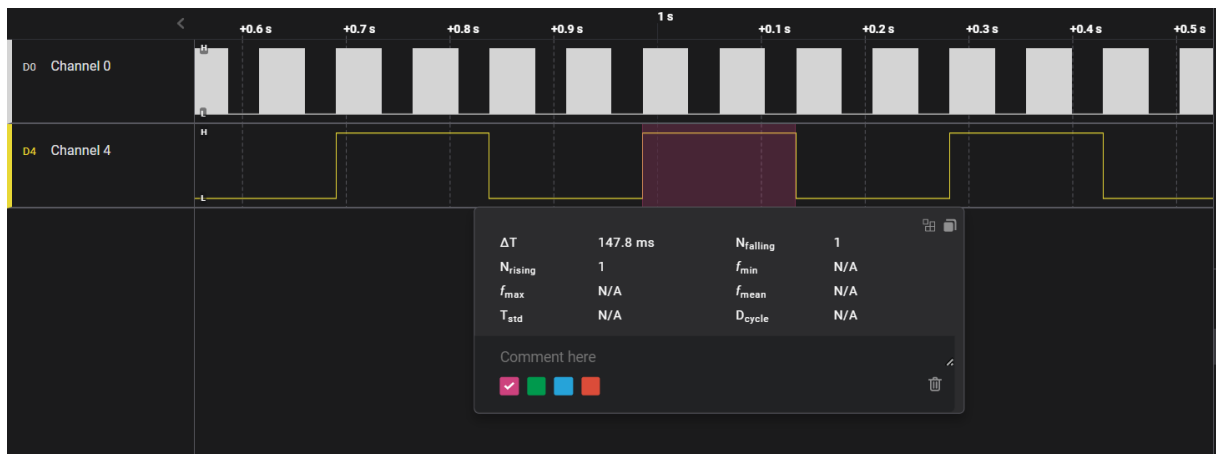 1 s
+0.6 s +0.7 s +0.8 s +0.9 s +0.1 s +0.2 s +0.3 s +0.4 s +0.5 s
D0 Channel 0
H
L
D4 Channel 4
H
L
ΔT 147.8 ms Nfalling 1
Nrising 1 fmin N/A
fmax N/A fmean N/A
Tstd N/A Dcycle N/A
Comment here